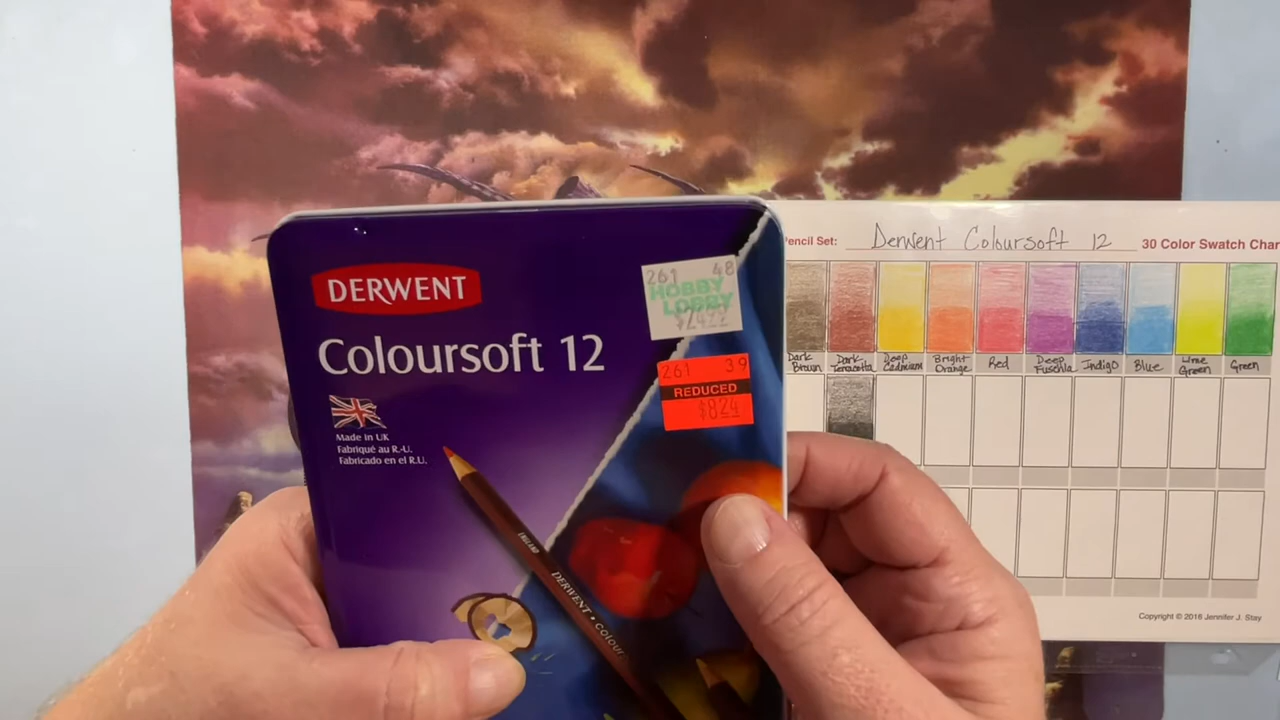 DERWENT
Coloursoft 12
Made in UK
Fabriqué au R.-U.
Fabricado en el R.U.
261 48
HOBBY
LOBBY
261 39
REDUCED
$8.24
ENGLAND
DERWENT • colour
Pencil Set: Derwent Coloursoft 12 30 Color Swatch Char
Dark Brown
Dark Terracotta
Deep Cadmium
Bright Orange
Red
Deep Fuschia
Indigo
Blue
Lime Green
Green
Copyright © 2016 Jennifer J. Stay